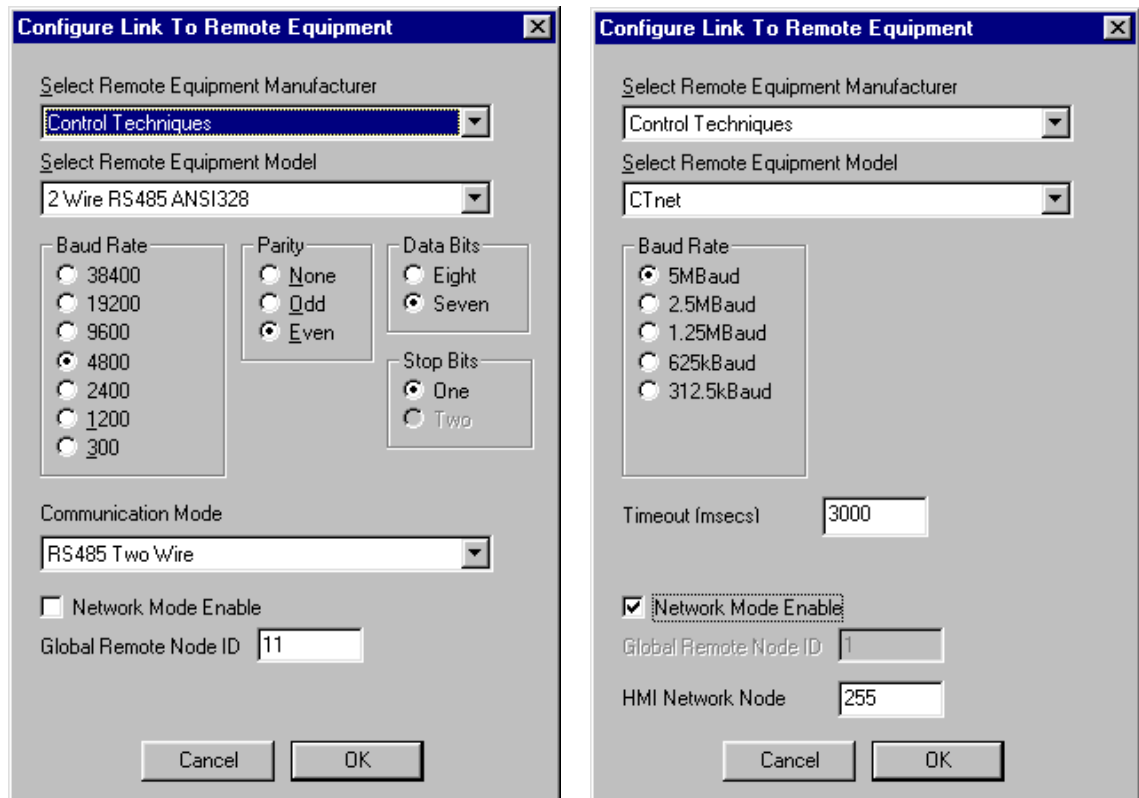 Configure Link To Remote Equipment
Select Remote Equipment Manufacturer
Control Techniques
Select Remote Equipment Model
2 Wire RS485 ANSI328
Baud Rate
38400
19200
9600
4800
2400
1200
300
Parity
None
Odd
Even
Data Bits
Eight
Seven
Stop Bits
One
Two
Communication Mode
RS485 Two Wire
Network Mode Enable
Global Remote Node ID 11
Cancel OK
Configure Link To Remote Equipment
Select Remote Equipment Manufacturer
Control Techniques
Select Remote Equipment Model
CTnet
Baud Rate
5MBaud
2.5MBaud
1.25MBaud
625kBaud
312.5kBaud
Timeout (msecs) 3000
Network Mode Enable
Global Remote Node ID 1
HMI Network Node 255
Cancel OK